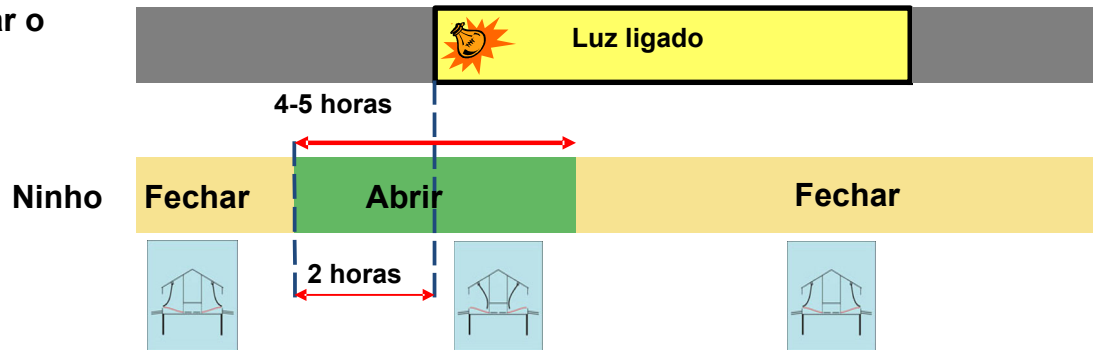 ar o
Luz ligado
4-5 horas
Ninho
Fechar
Abrir
Fechar
2 horas